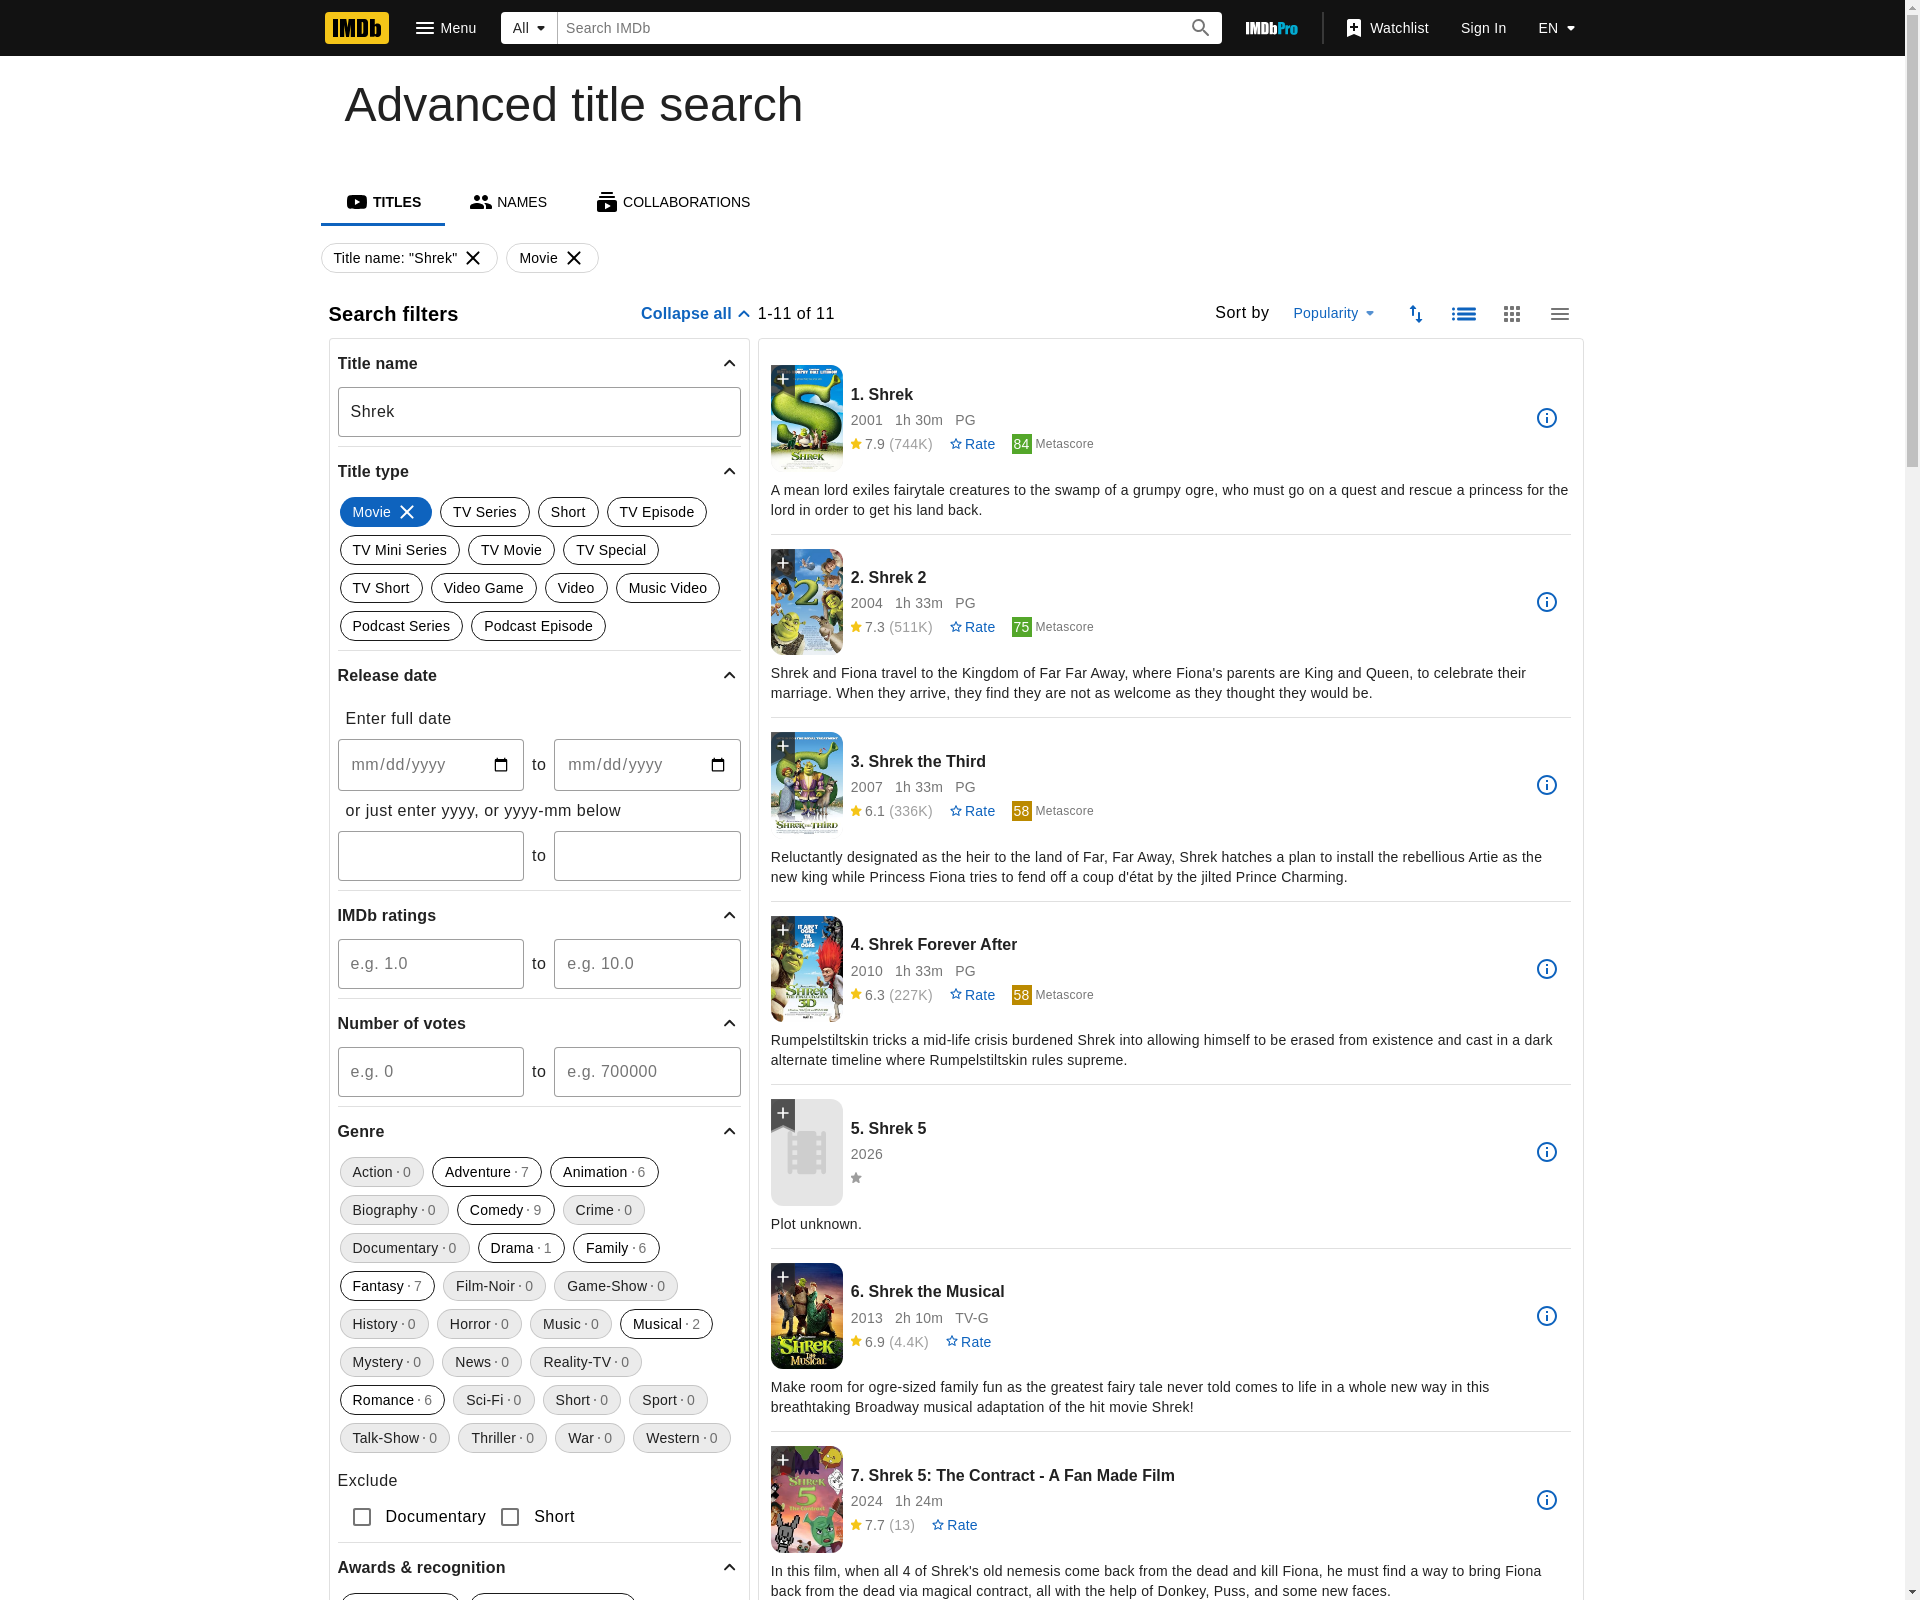 IMDb
Menu
All
Search IMDb
IMDbPro
Watchlist
Sign In
EN
Advanced title search
TITLES
NAMES
COLLABORATIONS
Title name: "Shrek"
Movie
Search filters
Collapse all
1-11 of 11
Sort by
Popularity
Title name
Shrek
Title type
Movie
TV Series
Short
TV Episode
TV Mini Series
TV Movie
TV Special
TV Short
Video Game
Video
Music Video
Podcast Series
Podcast Episode
Release date
Enter full date
mm/dd/yyyy
to
mm/dd/yyyy
or just enter yyyy, or yyyy-mm below
to
IMDb ratings
e.g. 1.0
to
e.g. 10.0
Number of votes
e.g. 0
to
e.g. 700000
Genre
Action · 0
Adventure · 7
Animation · 6
Biography · 0
Comedy · 9
Crime · 0
Documentary · 0
Drama · 1
Family · 6
Fantasy · 7
Film-Noir · 0
Game-Show · 0
History · 0
Horror · 0
Music · 0
Musical · 2
Mystery · 0
News · 0
Reality-TV · 0
Romance · 6
Sci-Fi · 0
Short · 0
Sport · 0
Talk-Show · 0
Thriller · 0
War · 0
Western · 0
Exclude
Documentary
Short
Awards & recognition
1. Shrek
2001 1h 30m PG
7.9 (744K) Rate 84 Metascore
A mean lord exiles fairytale creatures to the swamp of a grumpy ogre, who must go on a quest and rescue a princess for the
lord in order to get his land back.
2. Shrek 2
2004 1h 33m PG
7.3 (511K) Rate 75 Metascore
Shrek and Fiona travel to the Kingdom of Far Far Away, where Fiona's parents are King and Queen, to celebrate their
marriage. When they arrive, they find they are not as welcome as they thought they would be.
3. Shrek the Third
2007 1h 33m PG
6.1 (336K) Rate 58 Metascore
Reluctantly designated as the heir to the land of Far, Far Away, Shrek hatches a plan to install the rebellious Artie as the
new king while Princess Fiona tries to fend off a coup d'état by the jilted Prince Charming.
4. Shrek Forever After
2010 1h 33m PG
6.3 (227K) Rate 58 Metascore
Rumpelstiltskin tricks a mid-life crisis burdened Shrek into allowing himself to be erased from existence and cast in a dark
alternate timeline where Rumpelstiltskin rules supreme.
5. Shrek 5
2026
Plot unknown.
6. Shrek the Musical
2013 2h 10m TV-G
6.9 (4.4K) Rate
Make room for ogre-sized family fun as the greatest fairy tale never told comes to life in a whole new way in this
breathtaking Broadway musical adaptation of the hit movie Shrek!
7. Shrek 5: The Contract - A Fan Made Film
2024 1h 24m
7.7 (13) Rate
In this film, when all 4 of Shrek's old nemesis come back from the dead and kill Fiona, he must find a way to bring Fiona
back from the dead via magical contract, all with the help of Donkey, Puss, and some new faces.